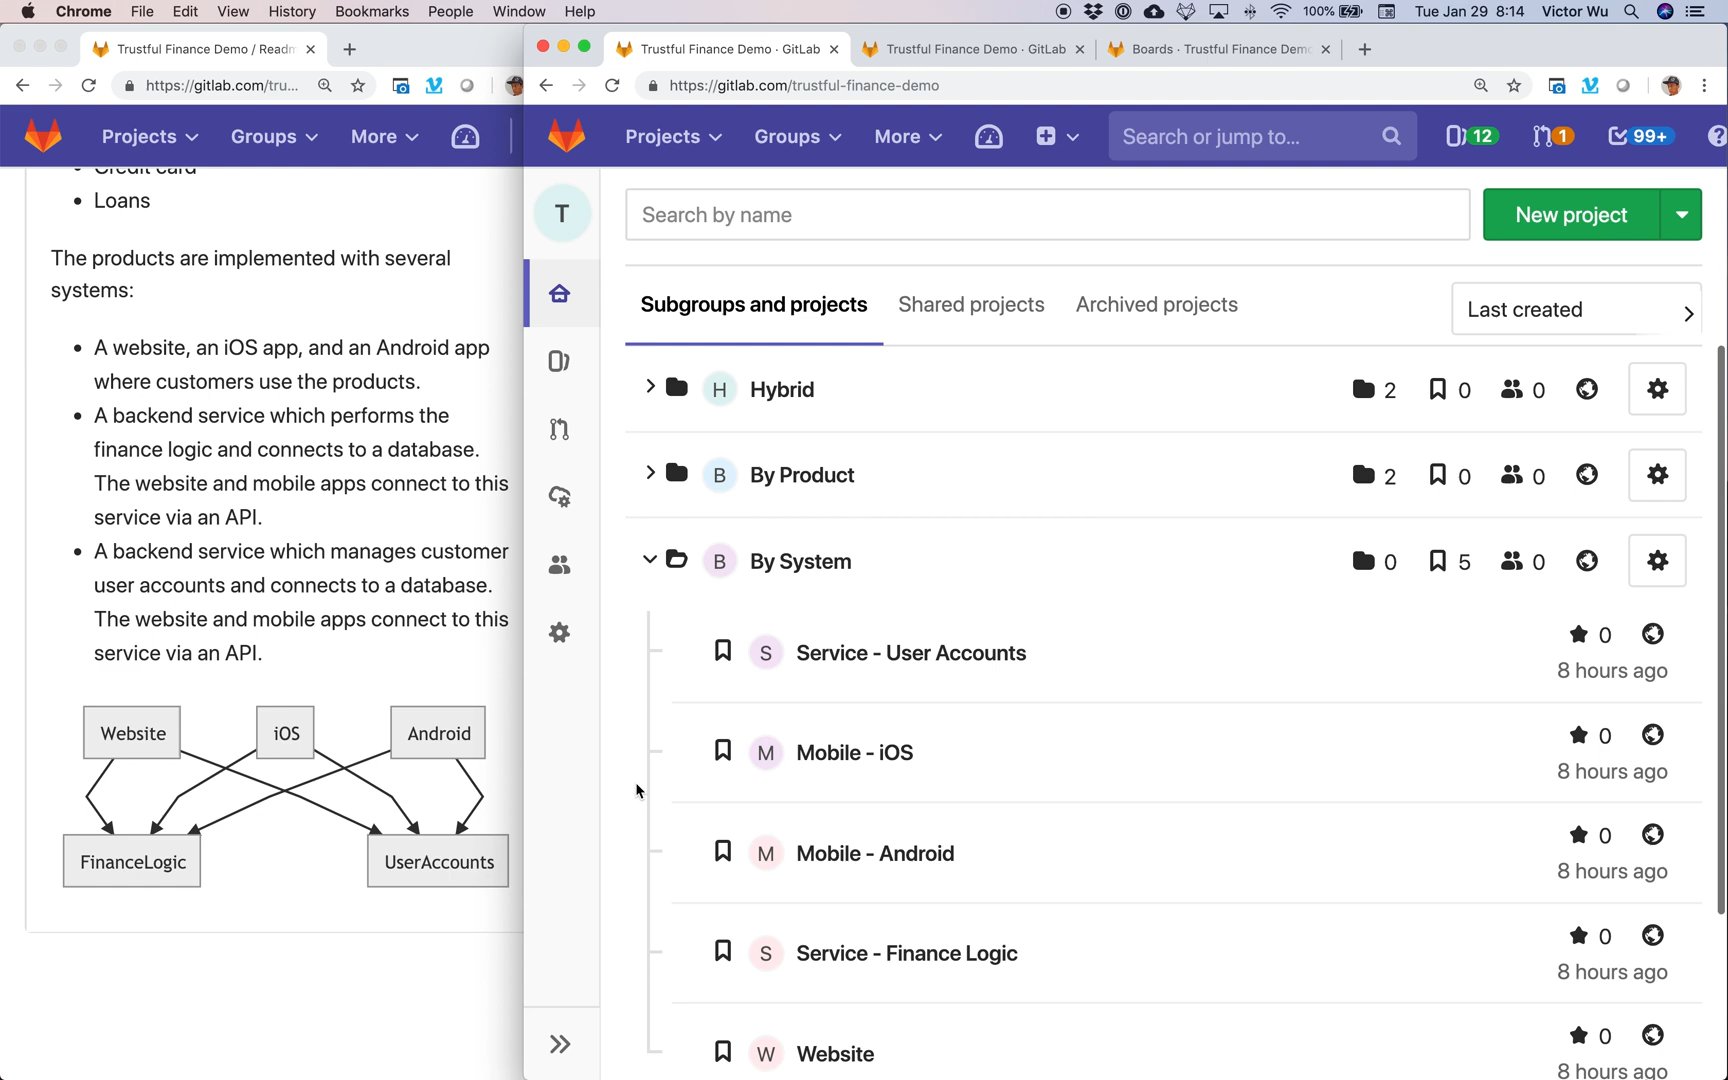 Chrome File Edit View History Bookmarks People Window Help 100% Tue Jan 29 8:14 Victor Wu
Trustful Finance Demo / Readm
https://gitlab.com/tru...
Projects Groups More
Credit card
Loans
The products are implemented with several
systems:
A website, an iOS app, and an Android app
where customers use the products.
A backend service which performs the
finance logic and connects to a database.
The website and mobile apps connect to this
service via an API.
A backend service which manages customer
user accounts and connects to a database.
The website and mobile apps connect to this
service via an API.
Website iOS Android
FinanceLogic UserAccounts
Trustful Finance Demo · GitLab Trustful Finance Demo · GitLab Boards · Trustful Finance Demo
https://gitlab.com/trustful-finance-demo
Projects Groups More Search or jump to... 12 1 99+
T
Search by name New project
Subgroups and projects Shared projects Archived projects Last created
H Hybrid 2 0 0
B By Product 2 0 0
B By System 0 5 0
S Service - User Accounts 0
8 hours ago
M Mobile - iOS 0
8 hours ago
M Mobile - Android 0
8 hours ago
S Service - Finance Logic 0
8 hours ago
W Website 0
8 hours ago